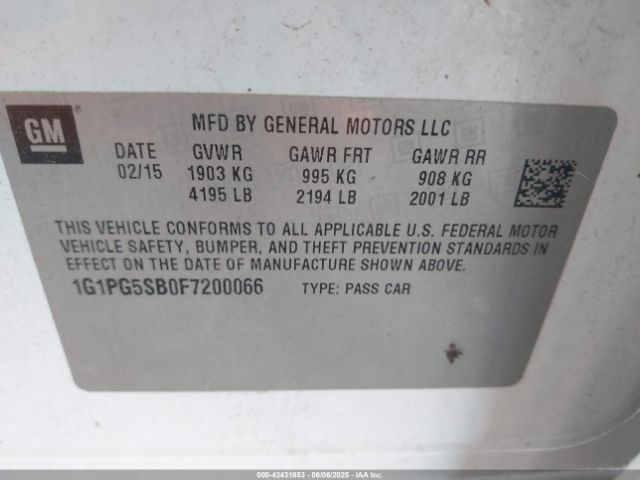 GM ®
MFD BY GENERAL MOTORS LLC
DATE GVWR GAWR FRT GAWR RR
02/15 1903 KG 995 KG 908 KG
4195 LB 2194 LB 2001 LB
THIS VEHICLE CONFORMS TO ALL APPLICABLE U.S. FEDERAL MOTOR
VEHICLE SAFETY, BUMPER, AND THEFT PREVENTION STANDARDS IN
EFFECT ON THE DATE OF MANUFACTURE SHOWN ABOVE.
1G1PG5SB0F7200066 TYPE: PASS CAR
000-42431853 | 06/06/2025 - IAA Inc.